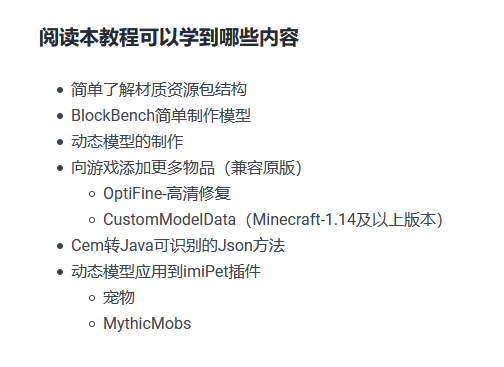 阅读本教程可以学到哪些内容
简单了解材质资源包结构
BlockBench简单制作模型
动态模型的制作
向游戏添加更多物品（兼容原版）
OptiFine-高清修复
CustomModelData（Minecraft-1.14及以上版本）
Cem转Java可识别的Json方法
动态模型应用到imiPet插件
宠物
MythicMobs